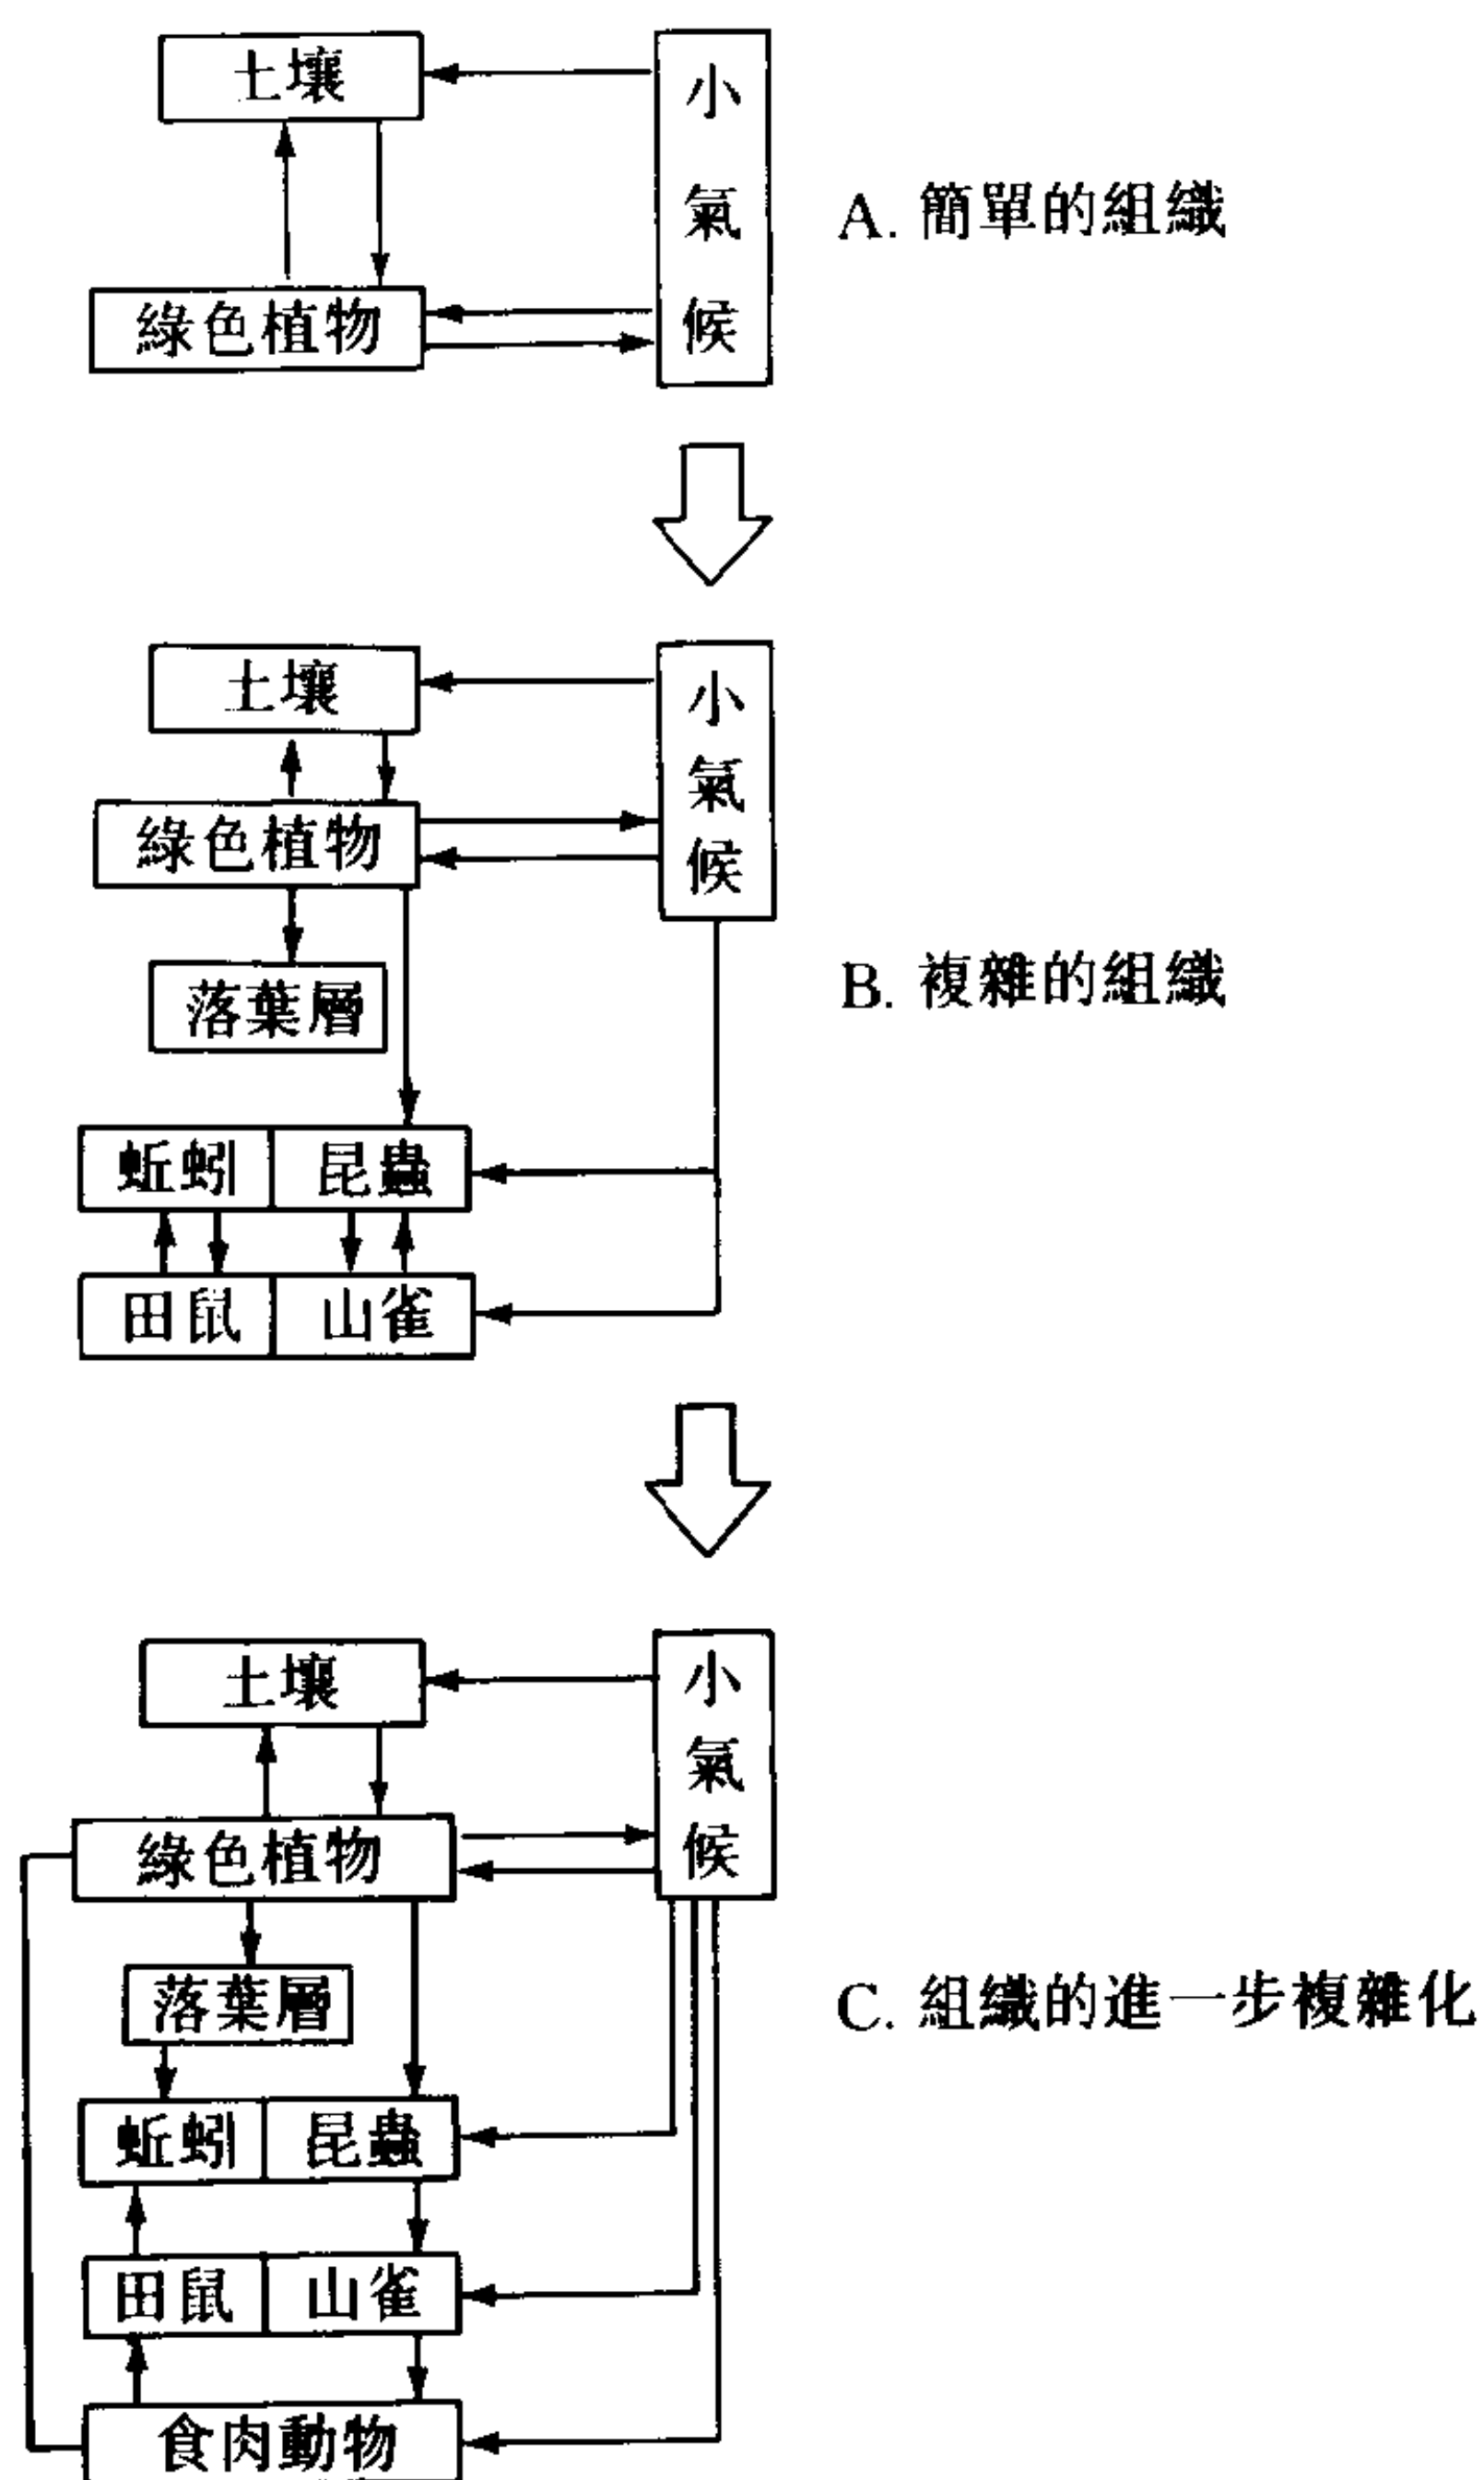 土壤
小氣候
綠色植物
A. 簡單的組織
土壤
小氣候
綠色植物
落葉層
B. 複雜的組織
蚯蚓 昆蟲
田鼠 山雀
土壤
小氣候
綠色植物
落葉層
C. 組織的進一步複雜化
蚯蚓 昆蟲
田鼠 山雀
食肉動物